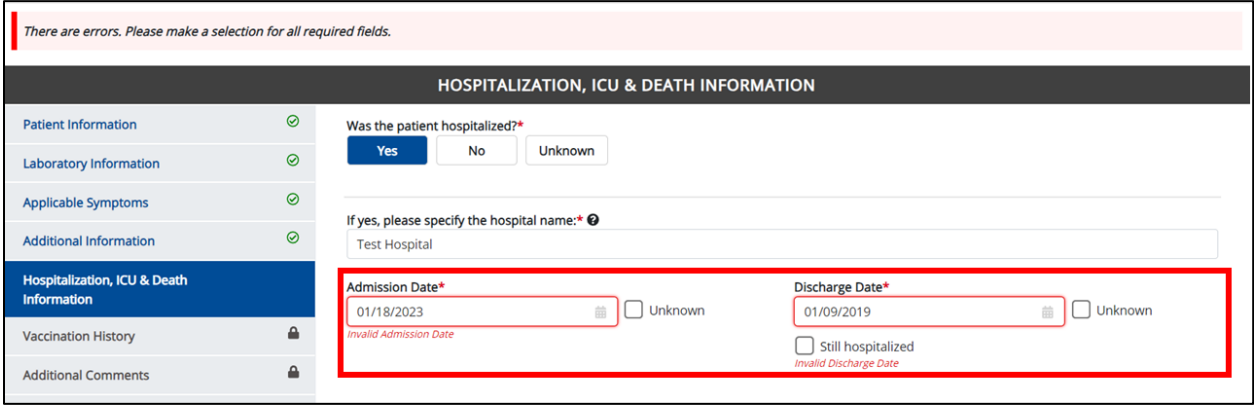 There are errors. Please make a selection for all required fields.
HOSPITALIZATION, ICU & DEATH INFORMATION
Patient Information
Laboratory Information
Applicable Symptoms
Additional Information
Hospitalization, ICU & Death
Information
Vaccination History
Additional Comments
Was the patient hospitalized?*
Yes No Unknown
If yes, please specify the hospital name:*
Test Hospital
Admission Date* Discharge Date*
01/18/2023 Unknown 01/09/2019 Unknown
Invalid Admission Date
Still hospitalized
Invalid Discharge Date